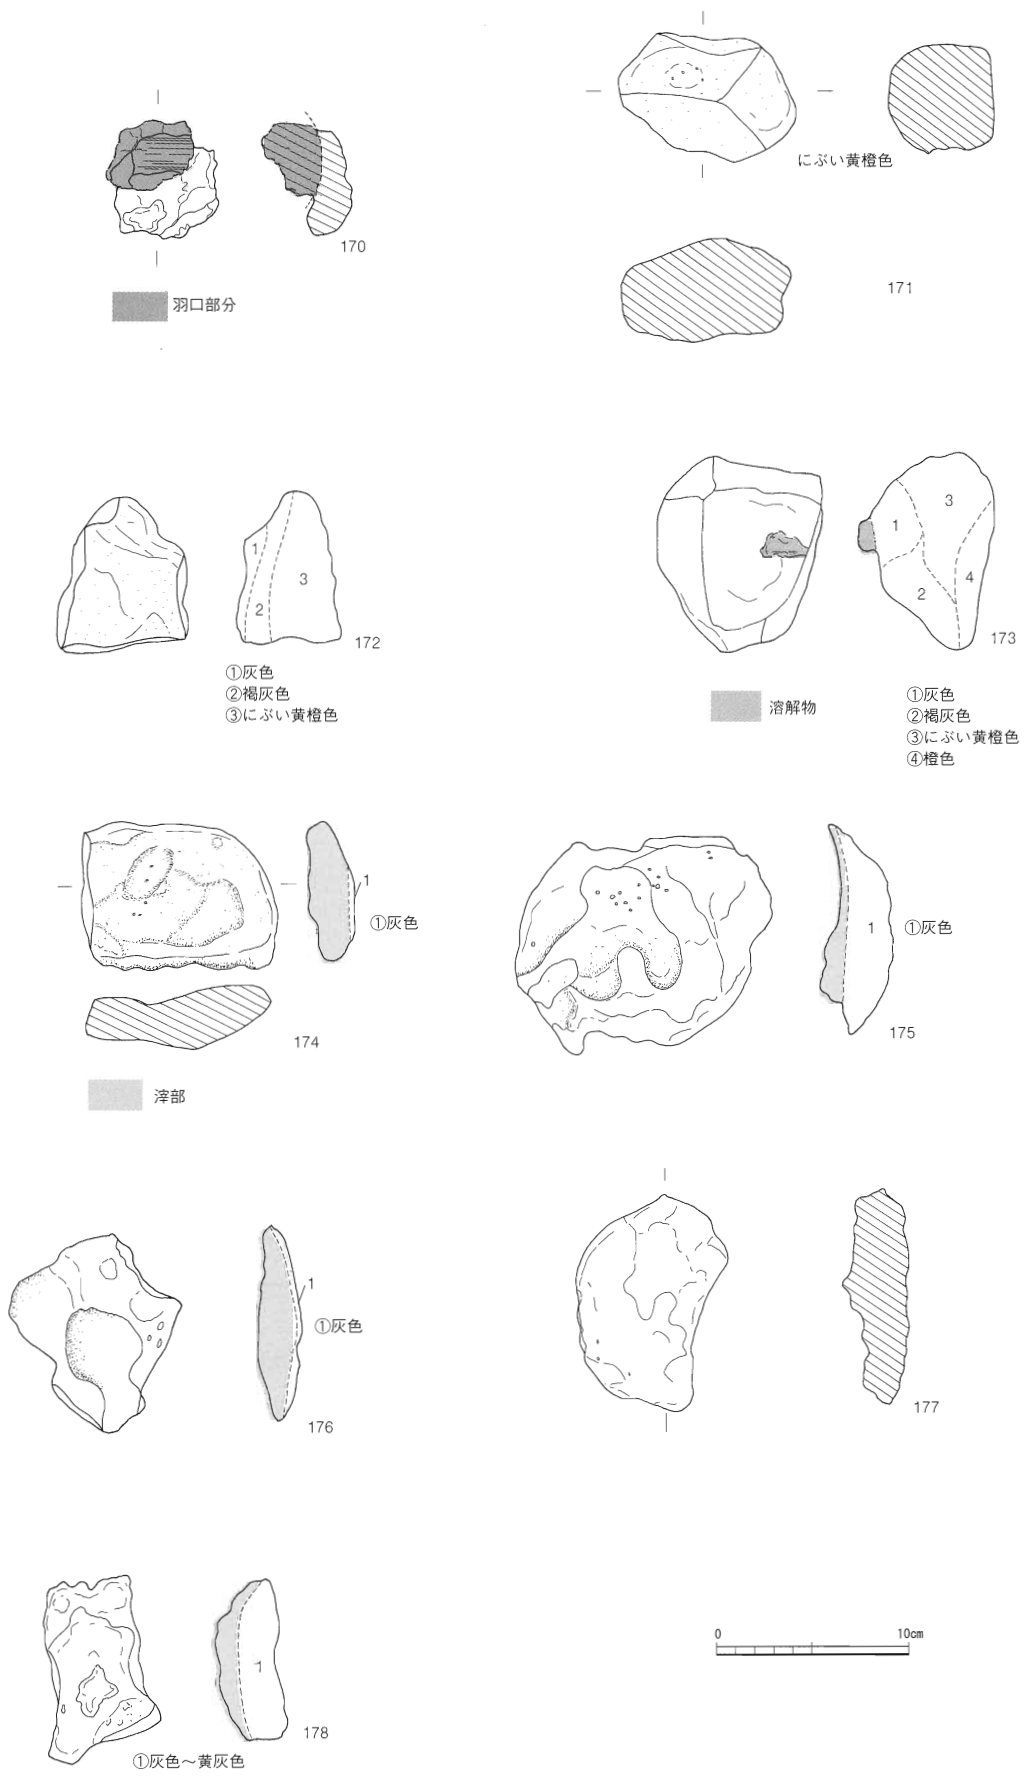 170
羽口部分
にぶい黄橙色
171
1
2
3
172
①灰色
②褐灰色
③にぶい黄橙色
1
2
3
4
173
溶解物
①灰色
②褐灰色
③にぶい黄橙色
④橙色
1
①灰色
174
滓部
1
①灰色
175
1
①灰色
176
177
1
178
①灰色～黄灰色
0 10cm